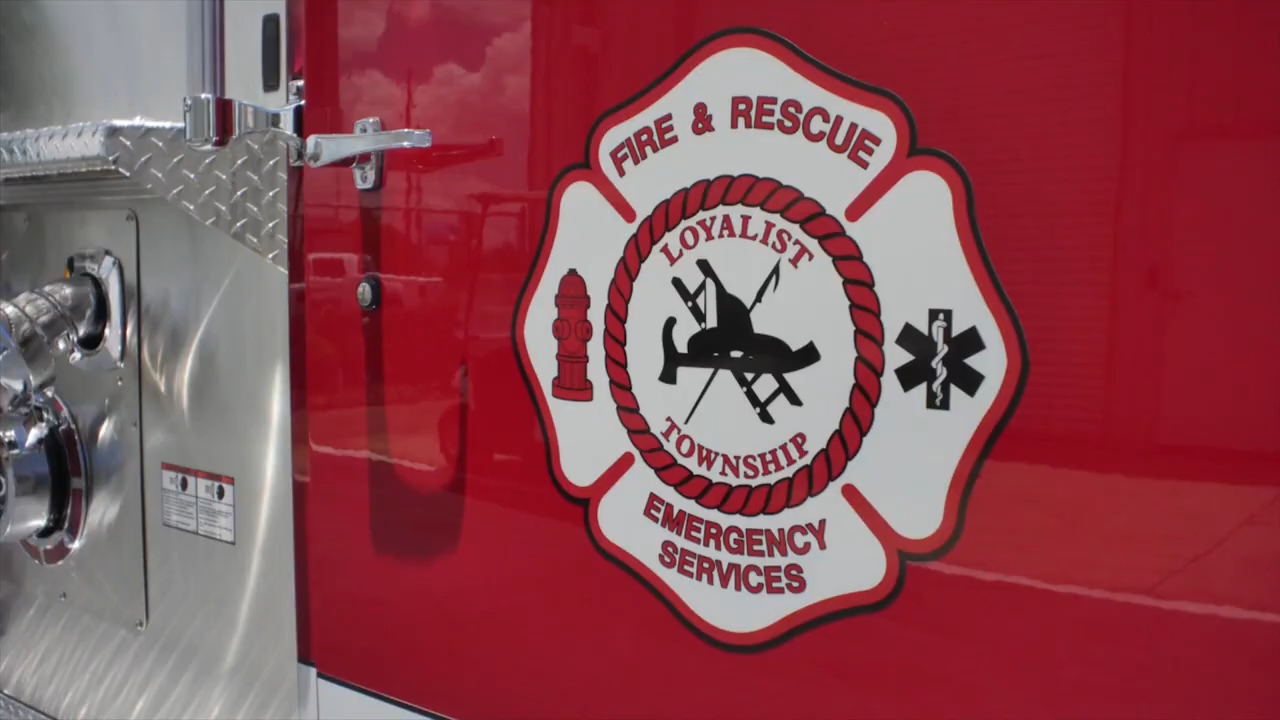 FIRE & RESCUE
LOYALIST
TOWNSHIP
EMERGENCY
SERVICES